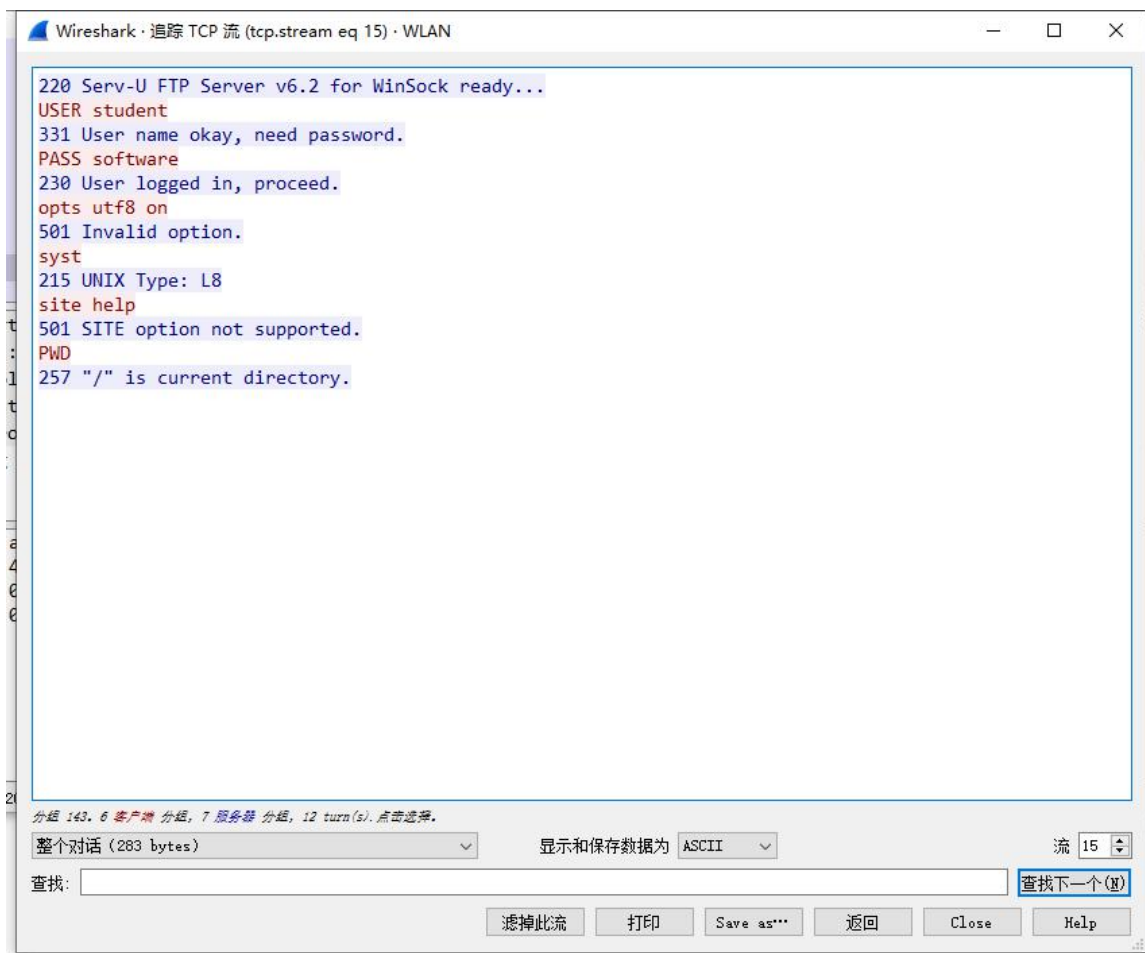 Wireshark · 追踪 TCP 流 (tcp.stream eq 15) · WLAN
220 Serv-U FTP Server v6.2 for WinSock ready...
USER student
331 User name okay, need password.
PASS software
230 User logged in, proceed.
opts utf8 on
501 Invalid option.
syst
215 UNIX Type: L8
site help
501 SITE option not supported.
PWD
257 "/" is current directory.
分组 143. 6 客户端 分组, 7 服务器 分组, 12 turn(s). 点击选择.
整个对话 (283 bytes) 显示和保存数据为 ASCII 流 15
查找: 查找下一个(N)
滤掉此流 打印 Save as… 返回 Close Help